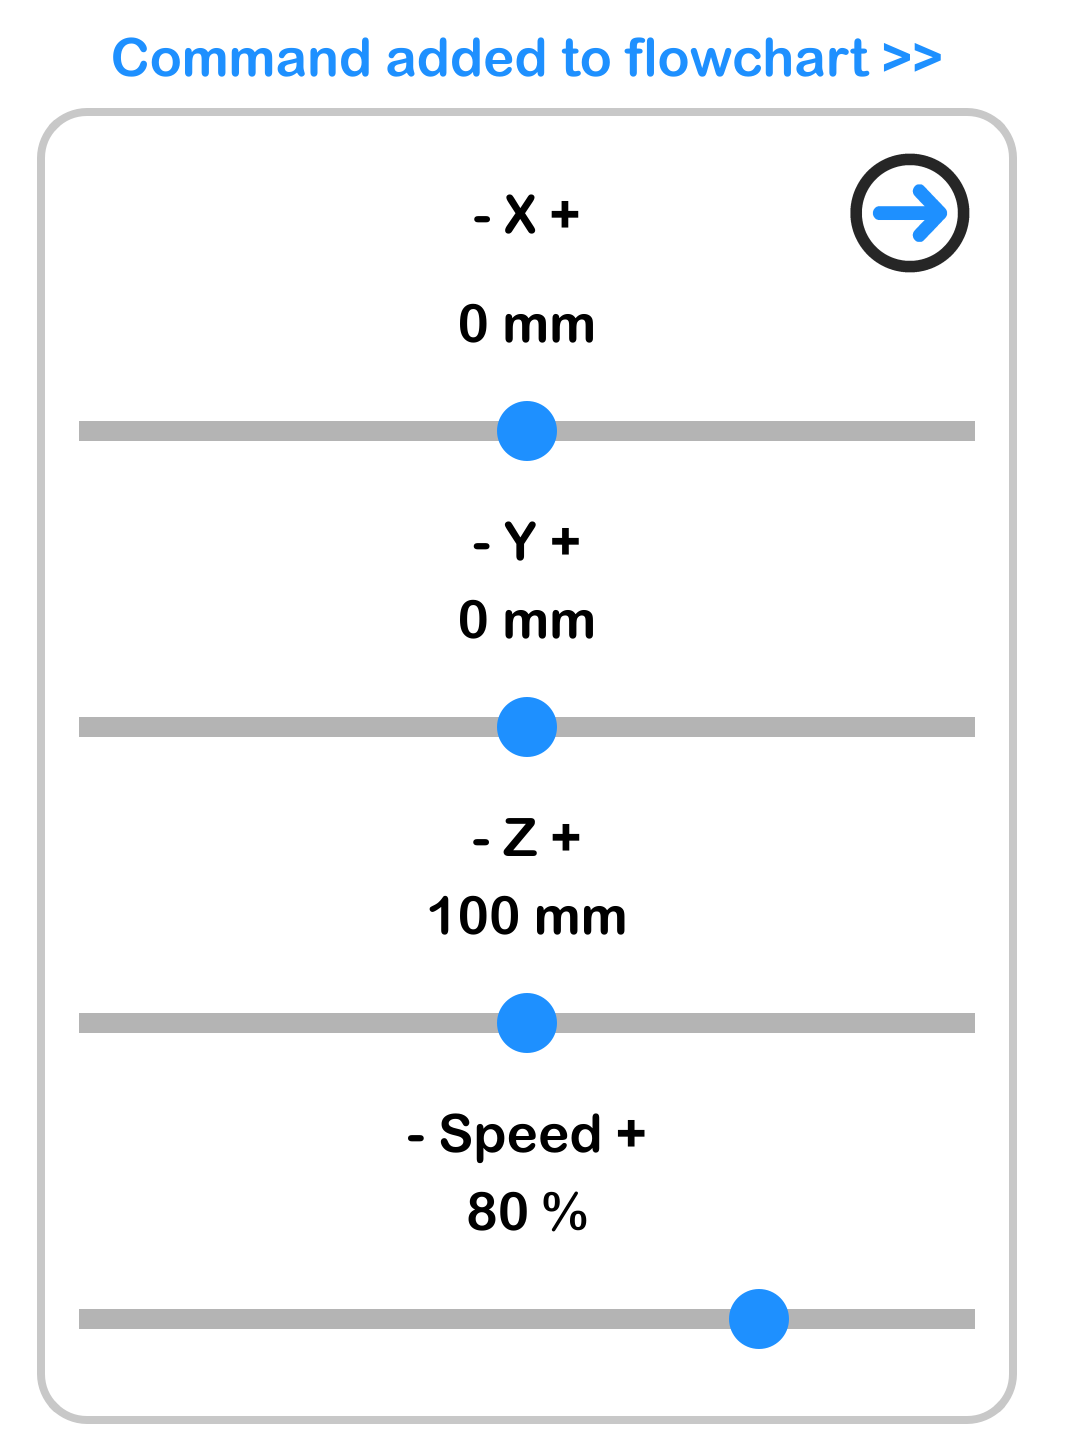 Command added to flowchart >>
- X +
0 mm
- Y +
0 mm
- Z +
100 mm
- Speed +
80 %